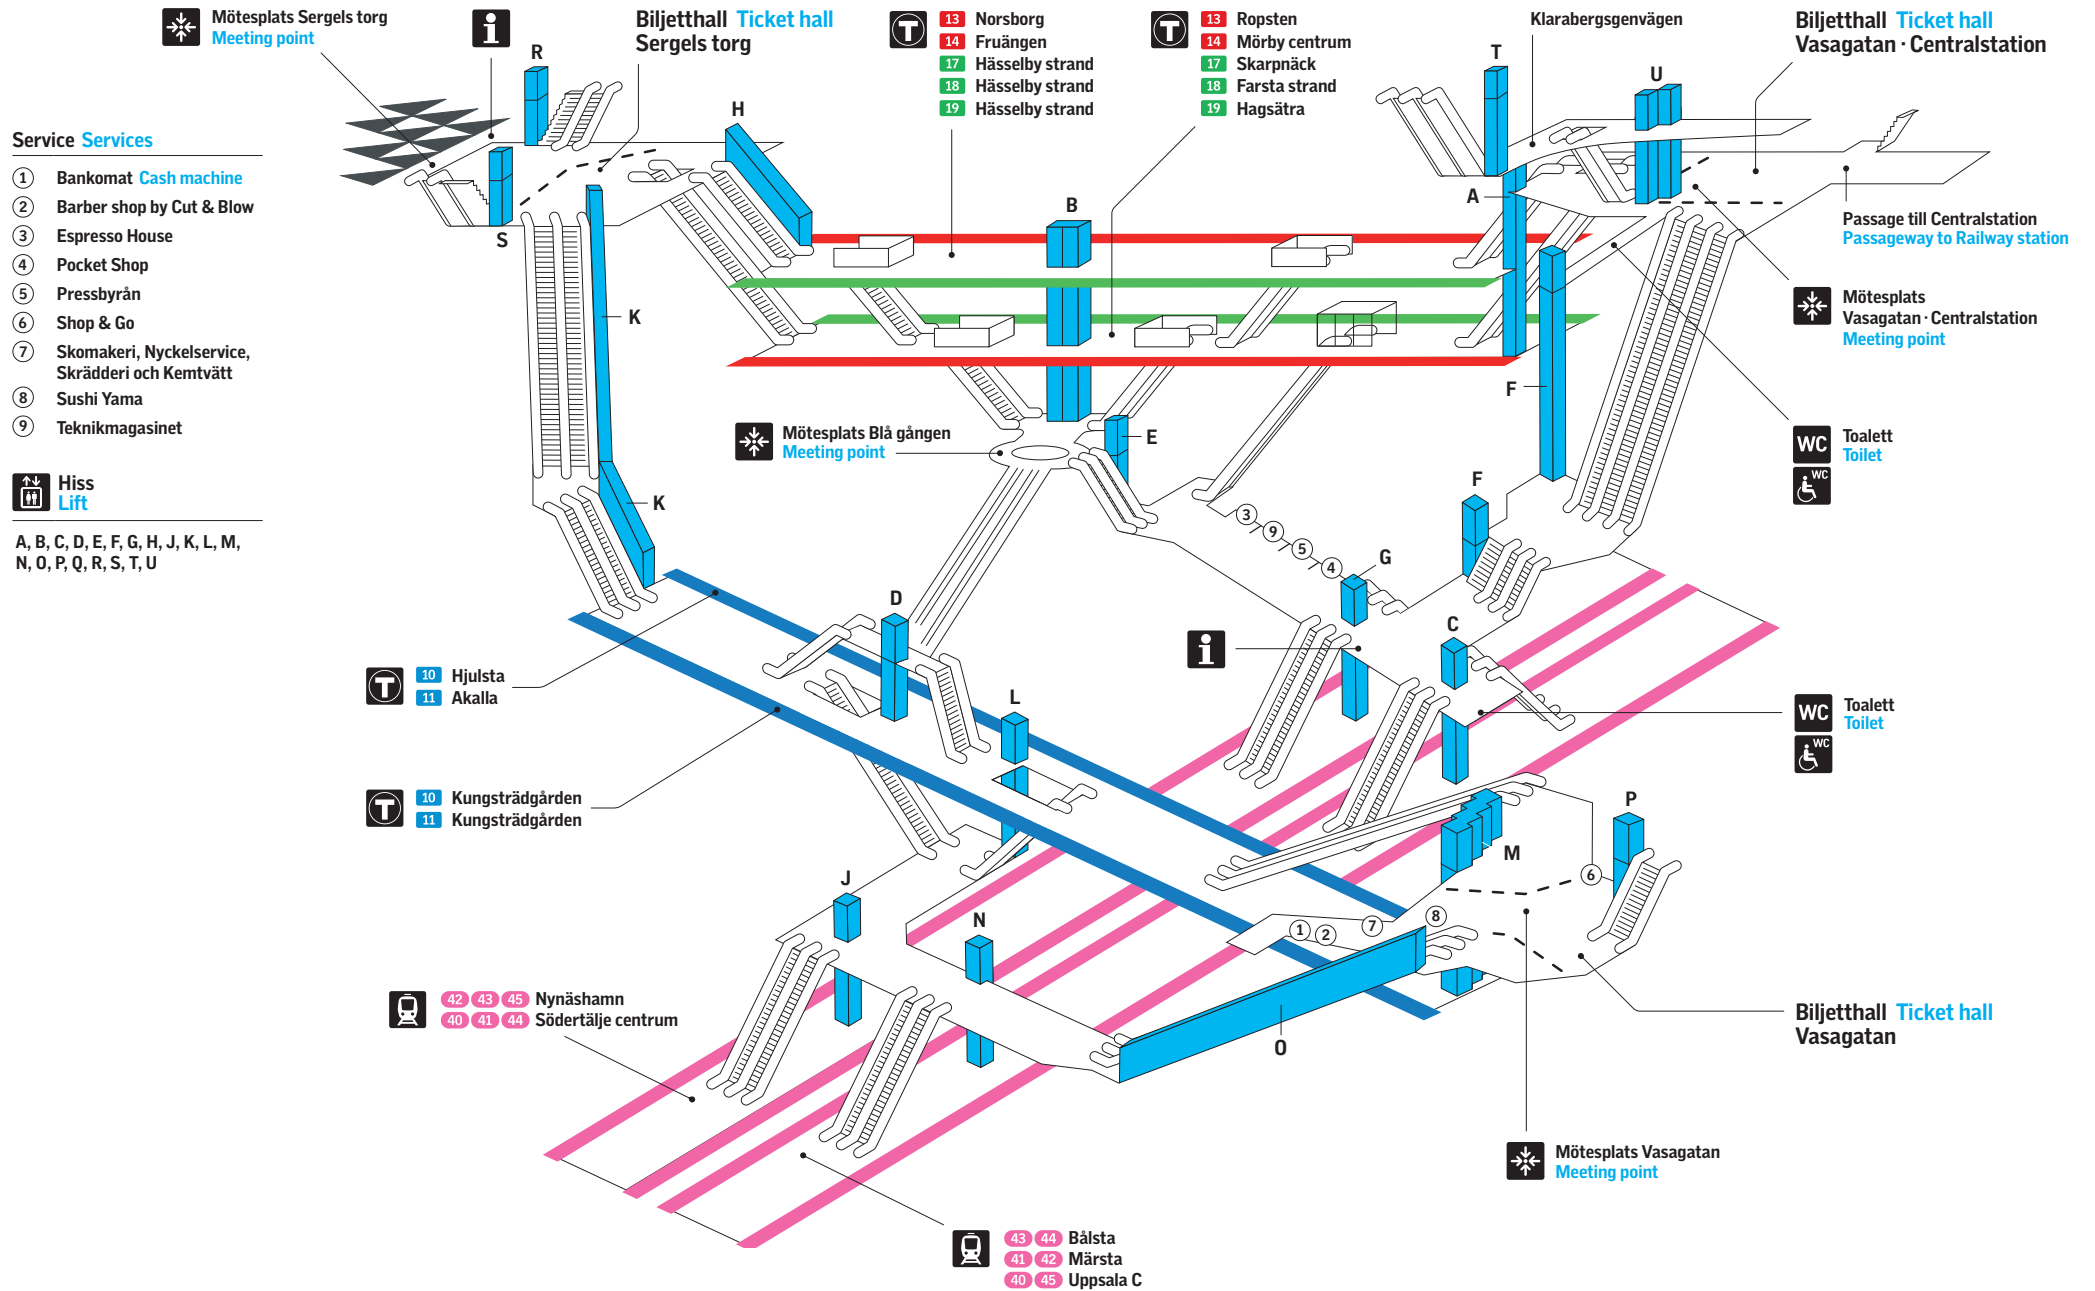 Mötesplats Sergels torg
Meeting point
i
Biljetthall Ticket hall
Sergels torg
T
13 Norsborg
14 Fruängen
17 Hässelby strand
18 Hässelby strand
19 Hässelby strand
T
13 Ropsten
14 Mörby centrum
17 Skarpnäck
18 Farsta strand
19 Hagsätra
Klarabergsgenvägen
Biljetthall Ticket hall
Vasagatan · Centralstation
R
H
T
U
S
B
A
K
K
F
E
F
G
C
D
L
J
N
M
P
O
Service Services
1 Bankomat Cash machine
2 Barber shop by Cut & Blow
3 Espresso House
4 Pocket Shop
5 Pressbyrån
6 Shop & Go
7 Skomakeri, Nyckelservice,
Skrädderi och Kemtvätt
8 Sushi Yama
9 Teknikmagasinet
Hiss
Lift
A, B, C, D, E, F, G, H, J, K, L, M,
N, O, P, Q, R, S, T, U
Passage till Centralstation
Passageway to Railway station
Mötesplats
Vasagatan · Centralstation
Meeting point
Mötesplats Blå gången
Meeting point
WC
Toalett
Toilet
WC
3
9
5
4
i
T
10 Hjulsta
11 Akalla
WC
Toalett
Toilet
WC
T
10 Kungsträdgården
11 Kungsträdgården
6
8
7
1
2
42 43 45 Nynäshamn
40 41 44 Södertälje centrum
Biljetthall Ticket hall
Vasagatan
Mötesplats Vasagatan
Meeting point
43 44 Bålsta
41 42 Märsta
40 45 Uppsala C